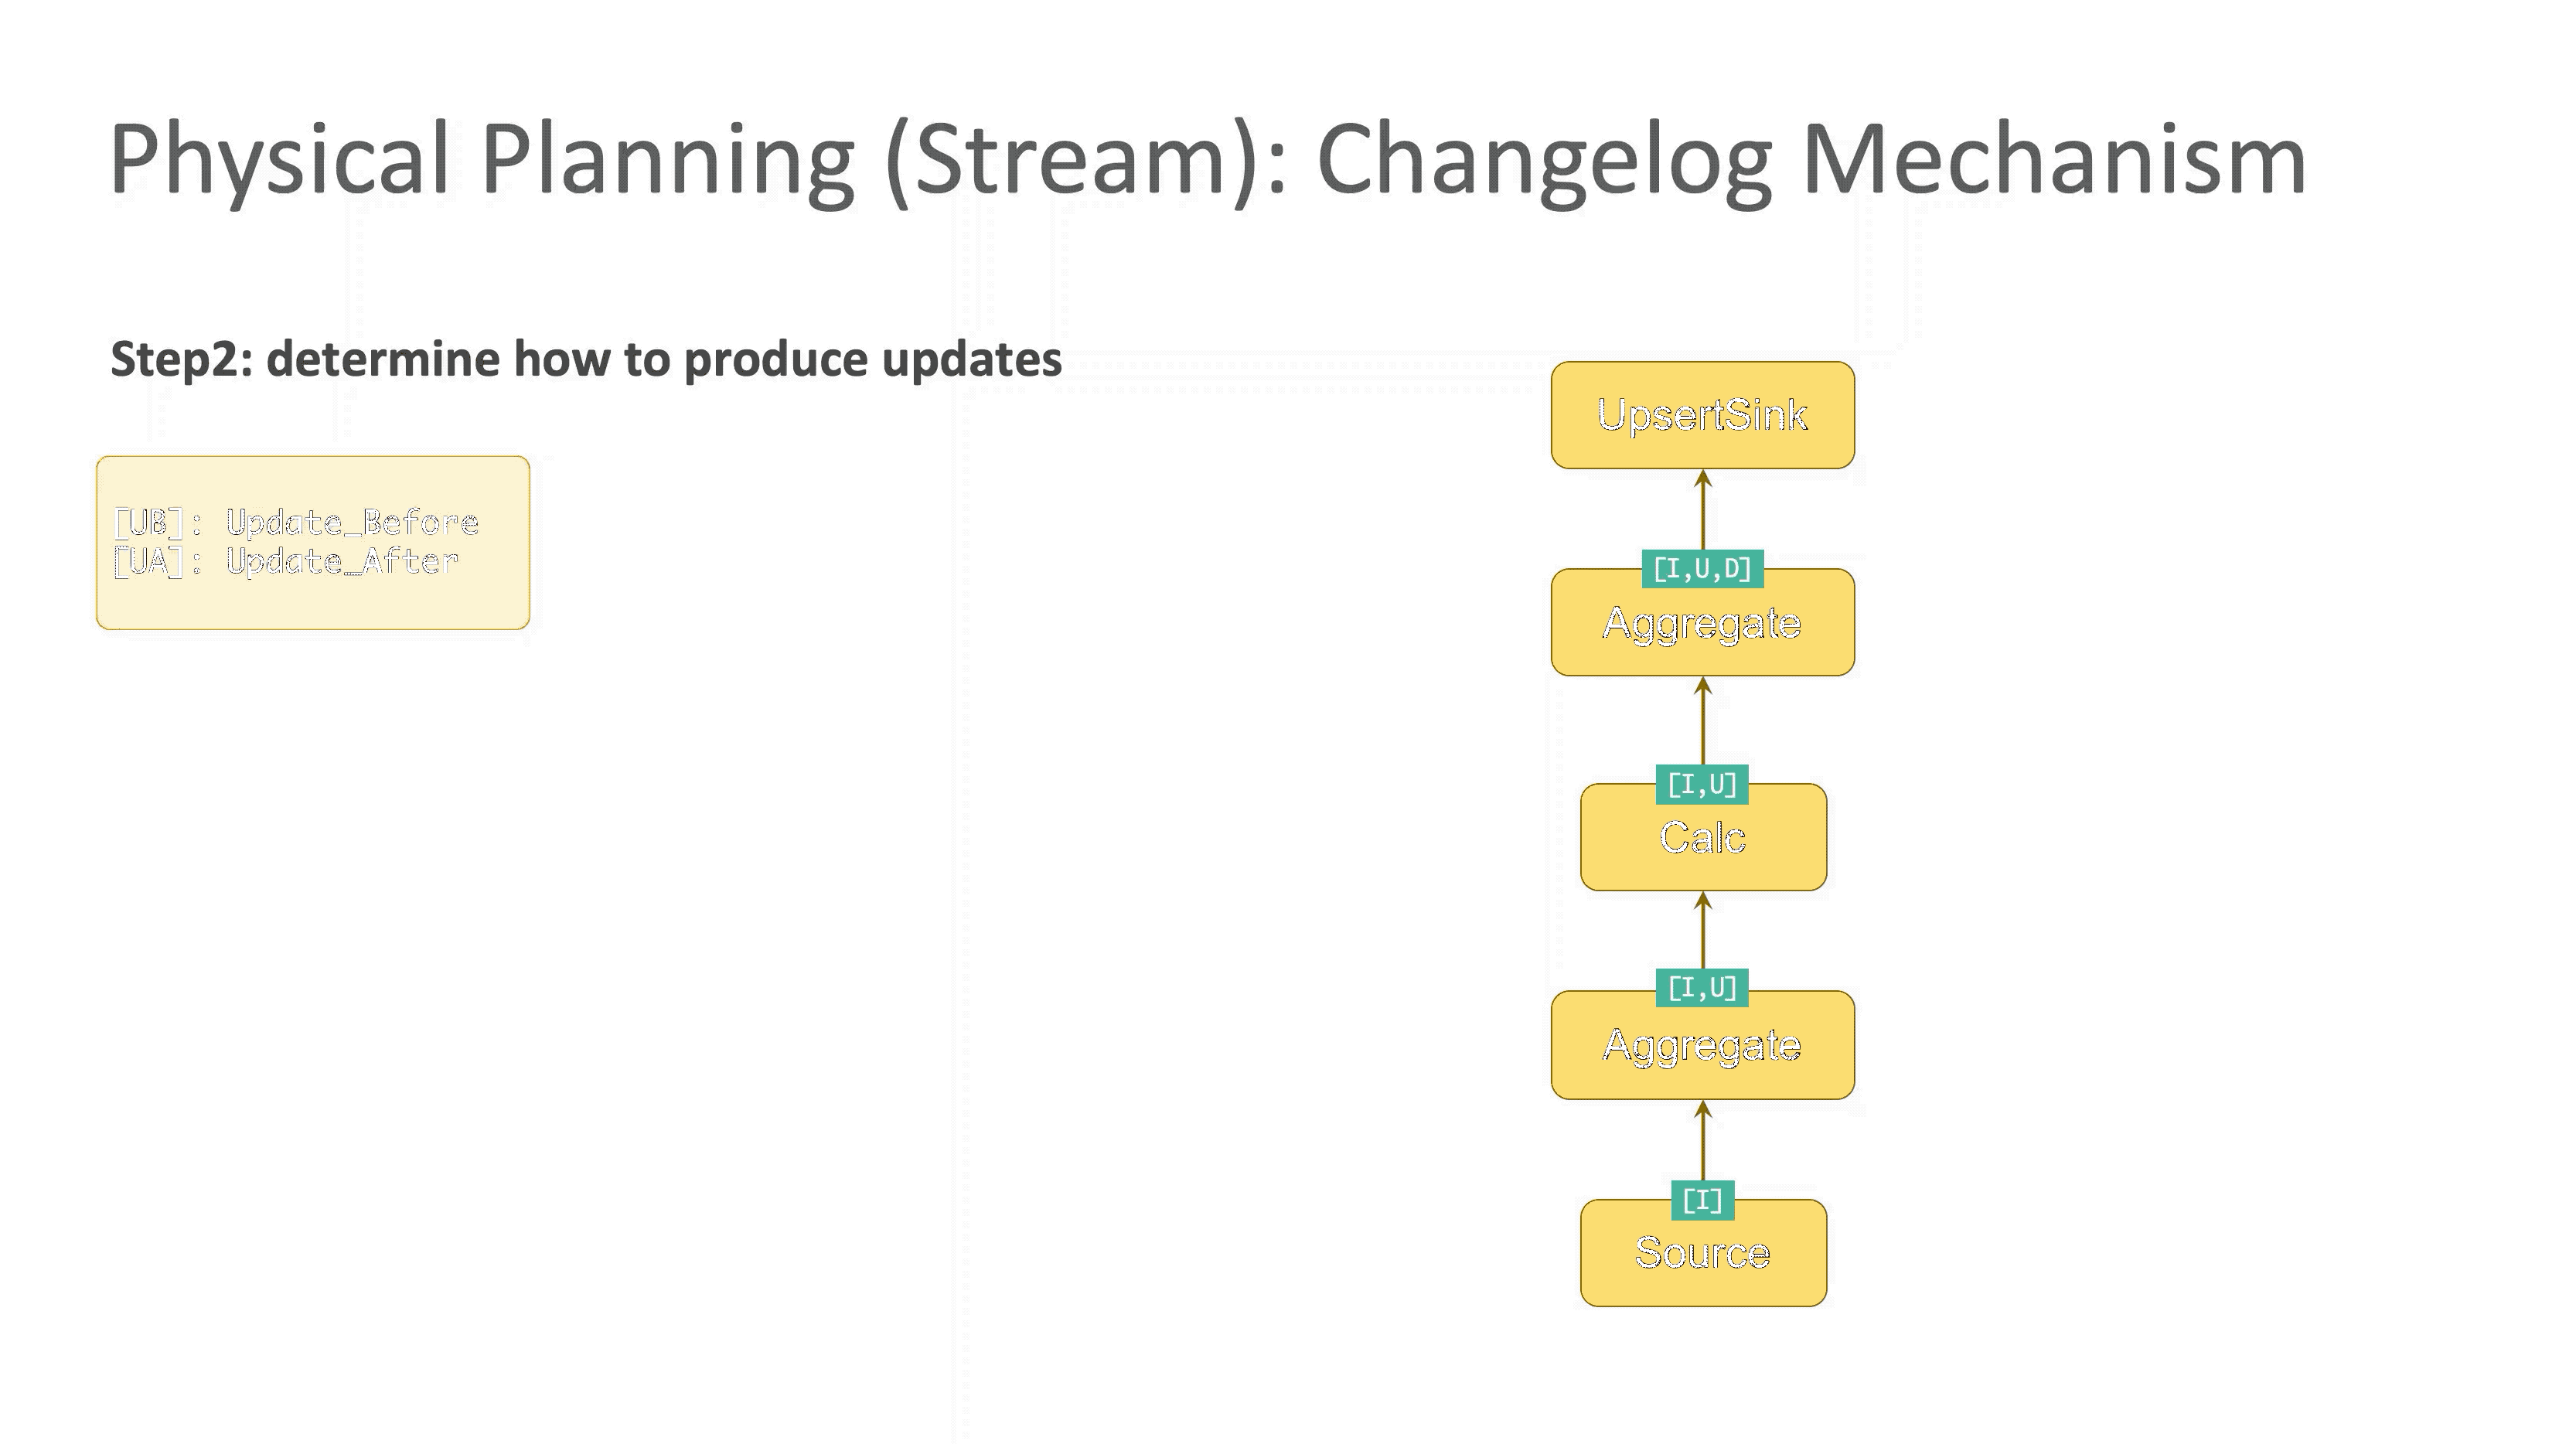 Physical Planning (Stream): Changelog Mechanism
Step2: determine how to produce updates
[UB]: Update_Before
[UA]: Update_After
UpsertSink
[I,U,D]
Aggregate
[I,U]
Calc
[I,U]
Aggregate
[I]
Source